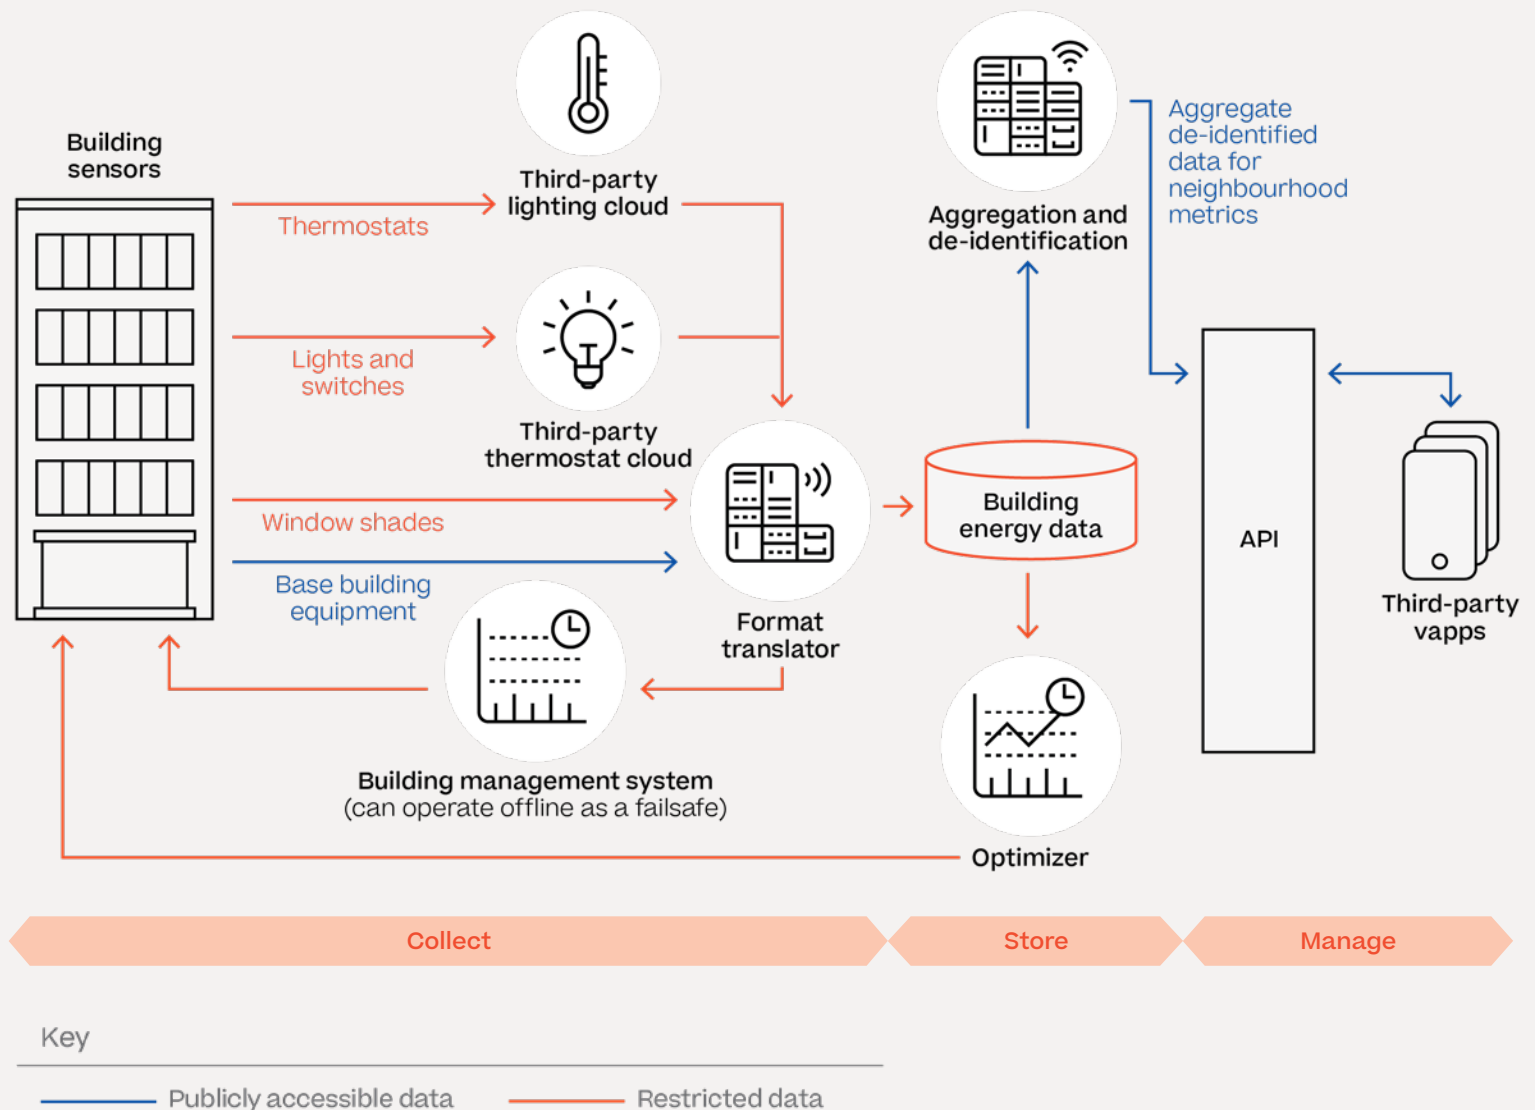 Building
sensors
Thermostats
Third-party
lighting cloud
Lights and
switches
Third-party
thermostat cloud
Window shades
Base building
equipment
Format
translator
Building management system
(can operate offline as a failsafe)
Aggregation and
de-identification
Aggregate
de-identified
data for
neighbourhood
metrics
Building
energy data
Optimizer
API
Third-party
vapps
Collect
Store
Manage
Key
Publicly accessible data
Restricted data